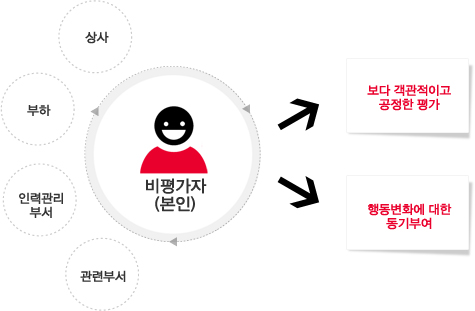 상사
부하
인력관리
부서
관련부서
비평가자
(본인)
보다 객관적이고
공정한 평가
행동변화에 대한
동기부여